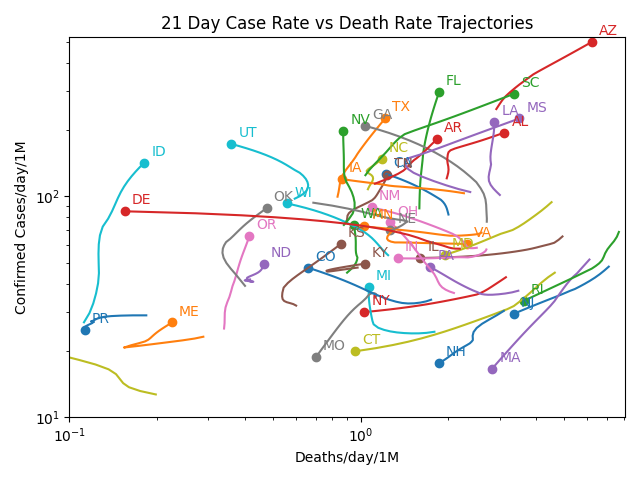 21 Day Case Rate vs Death Rate Trajectories
AZ
FL
SC
TX
LA
MS
NV
GA
AR
AL
UT
NC
ID
IA
CA
WI
OK
NM
DE
OH
WA
NE
OR
VA
KS
KY
IN
IL
MD
PA
ND
CO
MI
RI
NJ
PR
ME
NY
MO
CT
NH
MA
Confirmed Cases/day/1M
10²
10¹
10⁻¹
10⁰
Deaths/day/1M